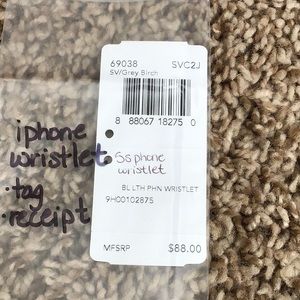 69038 SVC2J
SV/Grey Birch
8 88067 18275 0
iphone
wristlet
• tag
• receipt
5s phone
wristlet
BL LTH PHN WRISTLET
9H00102875
MFSRP $88.00